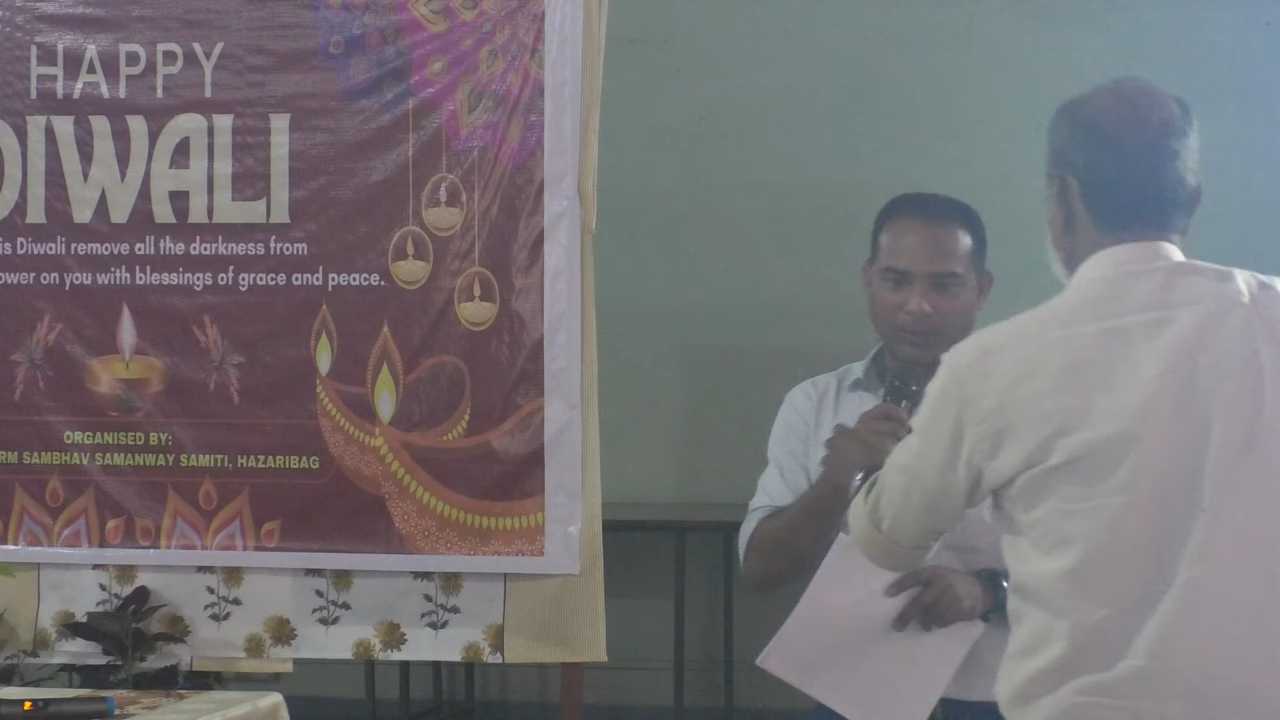 HAPPY
DIWALI
is Diwali remove all the darkness from
ower on you with blessings of grace and peace.
ORGANISED BY:
RM SAMBHAV SAMANWAY SAMITI, HAZARIBAG